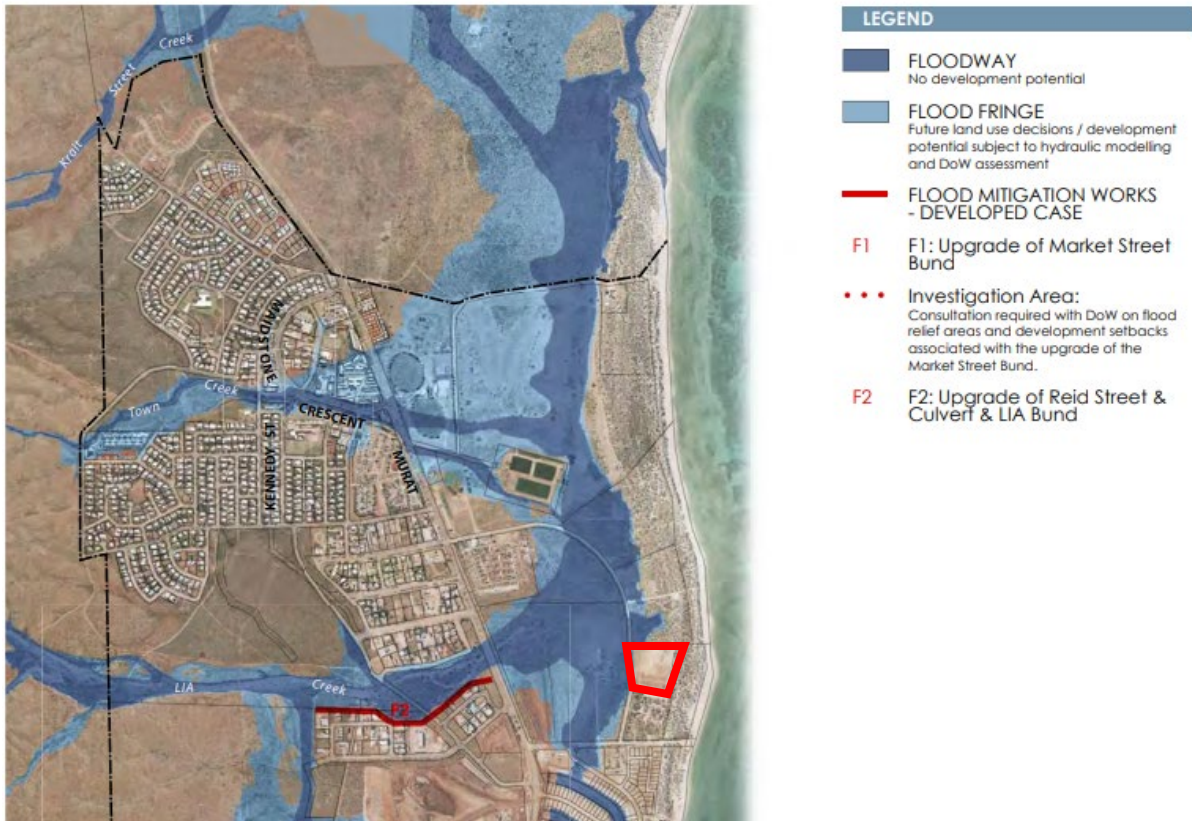 Street Creek
Krait
Town Creek
MAIDSTONE
CRESCENT
KENNEDY ST
MURAT
LIA Creek
F2
LEGEND
FLOODWAY
No development potential
FLOOD FRINGE
Future land use decisions / development
potential subject to hydraulic modelling
and DoW assessment
FLOOD MITIGATION WORKS
- DEVELOPED CASE
F1 F1: Upgrade of Market Street
Bund
Investigation Area:
Consultation required with DoW on flood
relief areas and development setbacks
associated with the upgrade of the
Market Street Bund.
F2 F2: Upgrade of Reid Street &
Culvert & LIA Bund